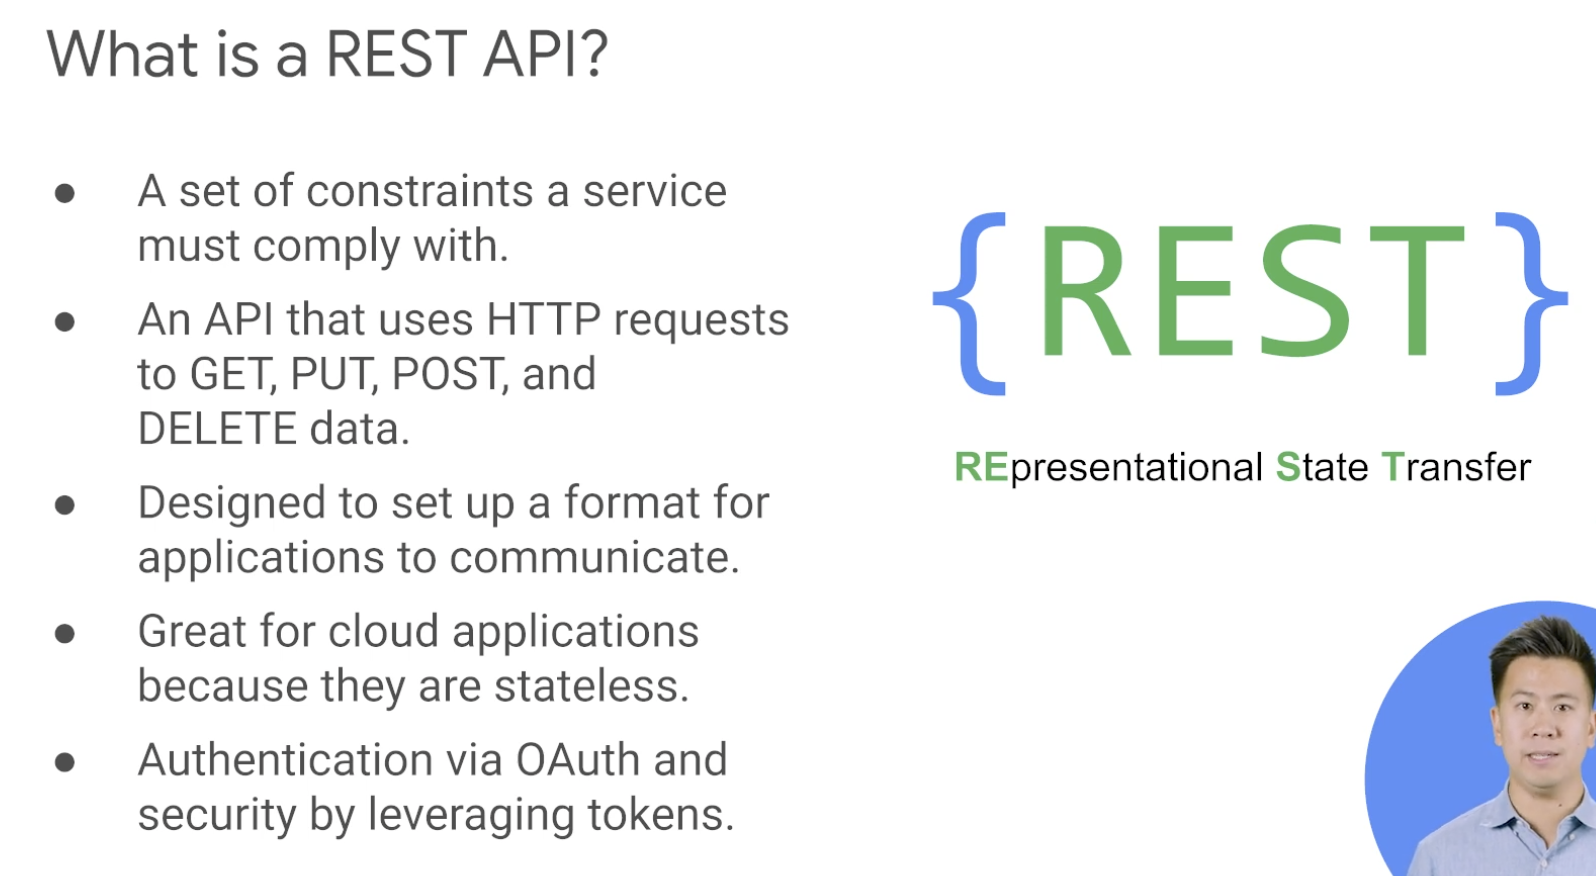 What is a REST API?
● A set of constraints a service
must comply with.
● An API that uses HTTP requests
to GET, PUT, POST, and
DELETE data.
● Designed to set up a format for
applications to communicate.
● Great for cloud applications
because they are stateless.
● Authentication via OAuth and
security by leveraging tokens.
{REST}
REpresentational State Transfer